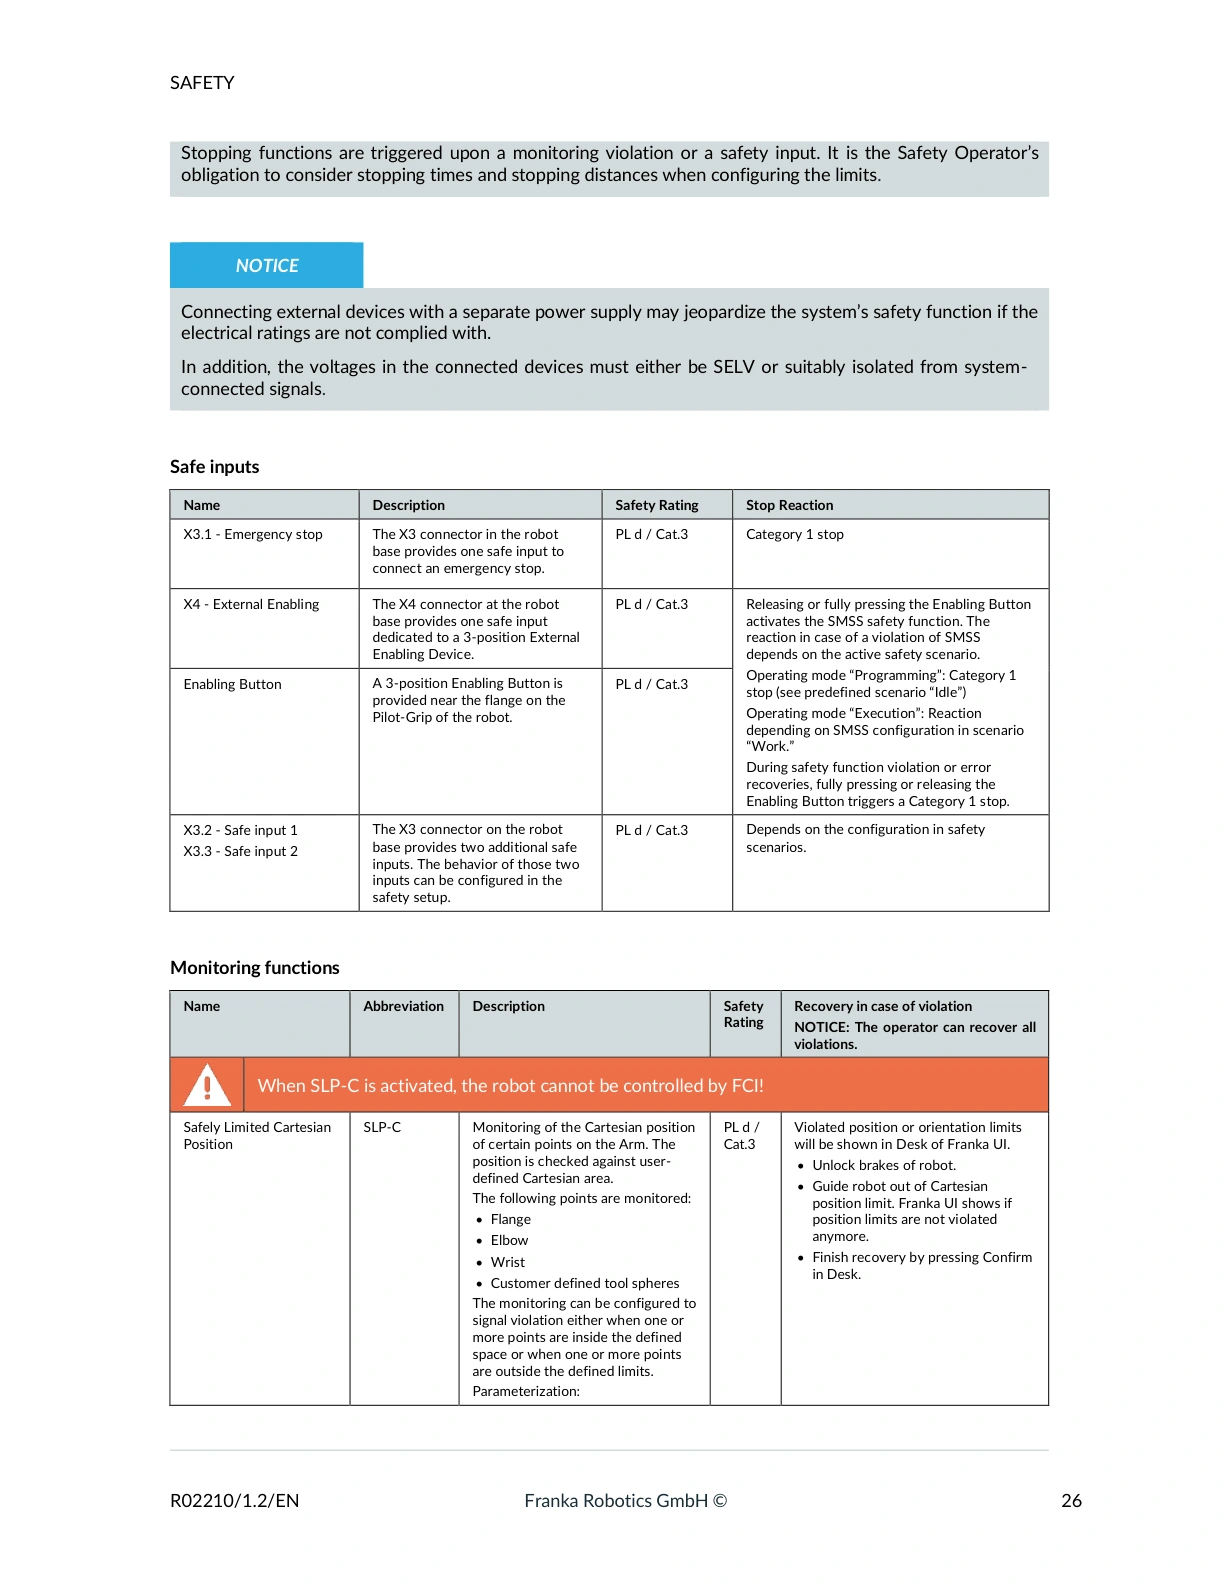 SAFETY
Stopping functions are triggered upon a monitoring violation or a safety input. It is the Safety Operator’s
obligation to consider stopping times and stopping distances when configuring the limits.
NOTICE
Connecting external devices with a separate power supply may jeopardize the system’s safety function if the
electrical ratings are not complied with.
In addition, the voltages in the connected devices must either be SELV or suitably isolated from system-
connected signals.
Safe inputs
Name Description Safety Rating Stop Reaction
X3.1 - Emergency stop
The X3 connector in the robot
base provides one safe input to
connect an emergency stop.
PL d / Cat.3
Category 1 stop
X4 - External Enabling
The X4 connector at the robot
base provides one safe input
dedicated to a 3-position External
Enabling Device.
PL d / Cat.3
Releasing or fully pressing the Enabling Button
activates the SMSS safety function. The
reaction in case of a violation of SMSS
depends on the active safety scenario.
Operating mode “Programming”: Category 1
stop (see predefined scenario “Idle”)
Operating mode “Execution”: Reaction
depending on SMSS configuration in scenario
“Work.”
During safety function violation or error
recoveries, fully pressing or releasing the
Enabling Button triggers a Category 1 stop.
Enabling Button
A 3-position Enabling Button is
provided near the flange on the
Pilot-Grip of the robot.
PL d / Cat.3
X3.2 - Safe input 1
X3.3 - Safe input 2
The X3 connector on the robot
base provides two additional safe
inputs. The behavior of those two
inputs can be configured in the
safety setup.
PL d / Cat.3
Depends on the configuration in safety
scenarios.
Monitoring functions
Name
Abbreviation
Description
Safety
Rating
Recovery in case of violation
NOTICE: The operator can recover all
violations.
When SLP-C is activated, the robot cannot be controlled by FCI!
Safely Limited Cartesian
Position
SLP-C
Monitoring of the Cartesian position
of certain points on the Arm. The
position is checked against user-
defined Cartesian area.
The following points are monitored:
• Flange
• Elbow
• Wrist
• Customer defined tool spheres
The monitoring can be configured to
signal violation either when one or
more points are inside the defined
space or when one or more points
are outside the defined limits.
Parameterization:
PL d /
Cat.3
Violated position or orientation limits
will be shown in Desk of Franka UI.
• Unlock brakes of robot.
• Guide robot out of Cartesian
position limit. Franka UI shows if
position limits are not violated
anymore.
• Finish recovery by pressing Confirm
in Desk.
R02210/1.2/EN Franka Robotics GmbH © 26